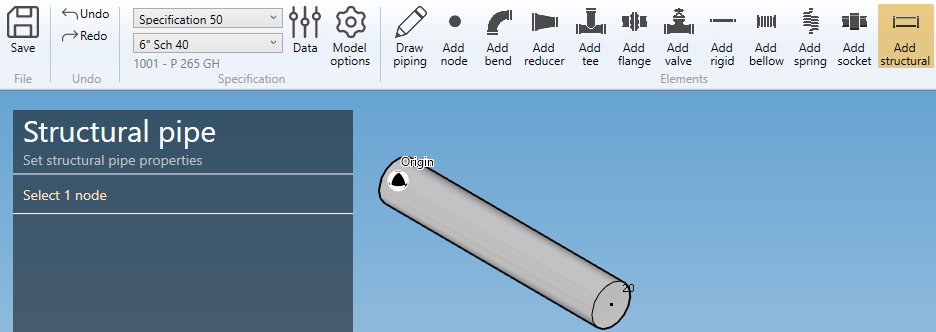 Save
File
Undo
Redo
Undo
Specification 50
6" Sch 40
1001 - P 265 GH
Data
Model options
Specification
Draw piping
Add node
Add bend
Add reducer
Add tee
Add flange
Add valve
Add rigid
Add bellow
Add spring
Add socket
Add structural
Elements
Structural pipe
Set structural pipe properties
Select 1 node
Origin
20